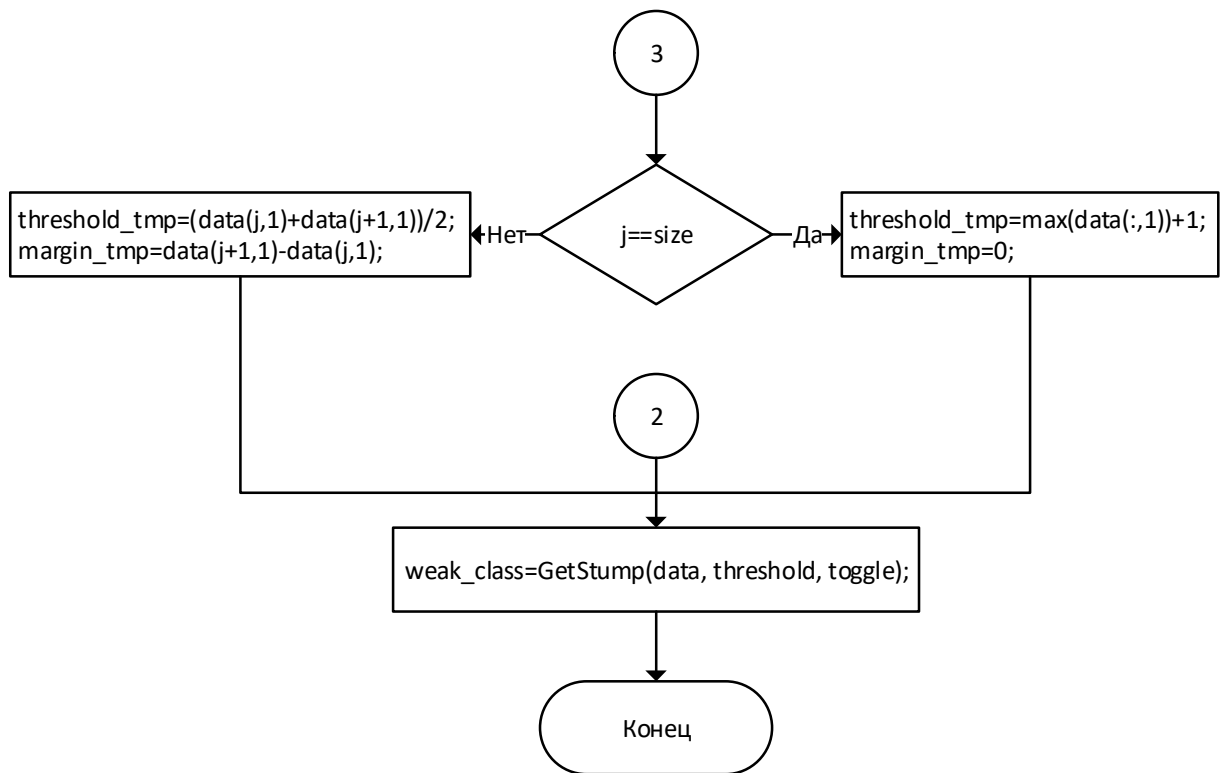 3
j==size
Нет
Да
threshold_tmp=(data(j,1)+data(j+1,1))/2;
margin_tmp=data(j+1,1)-data(j,1);
threshold_tmp=max(data(:,1))+1;
margin_tmp=0;
2
weak_class=GetStump(data, threshold, toggle);
Конец